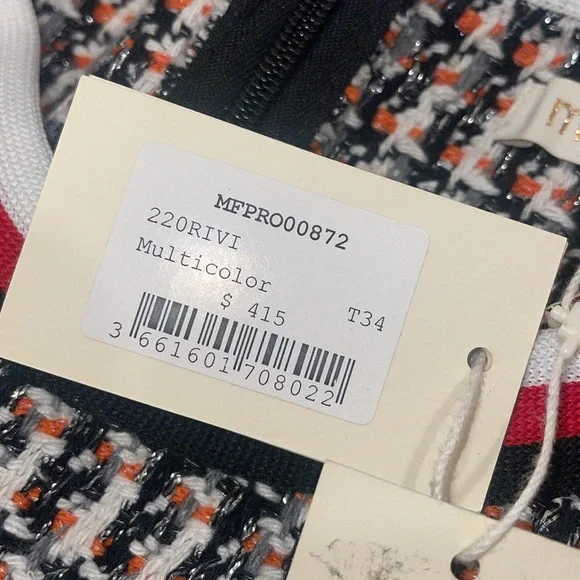 MFPRO00872
220RIVI
Multicolor
$ 415 T34
3 661601 708022